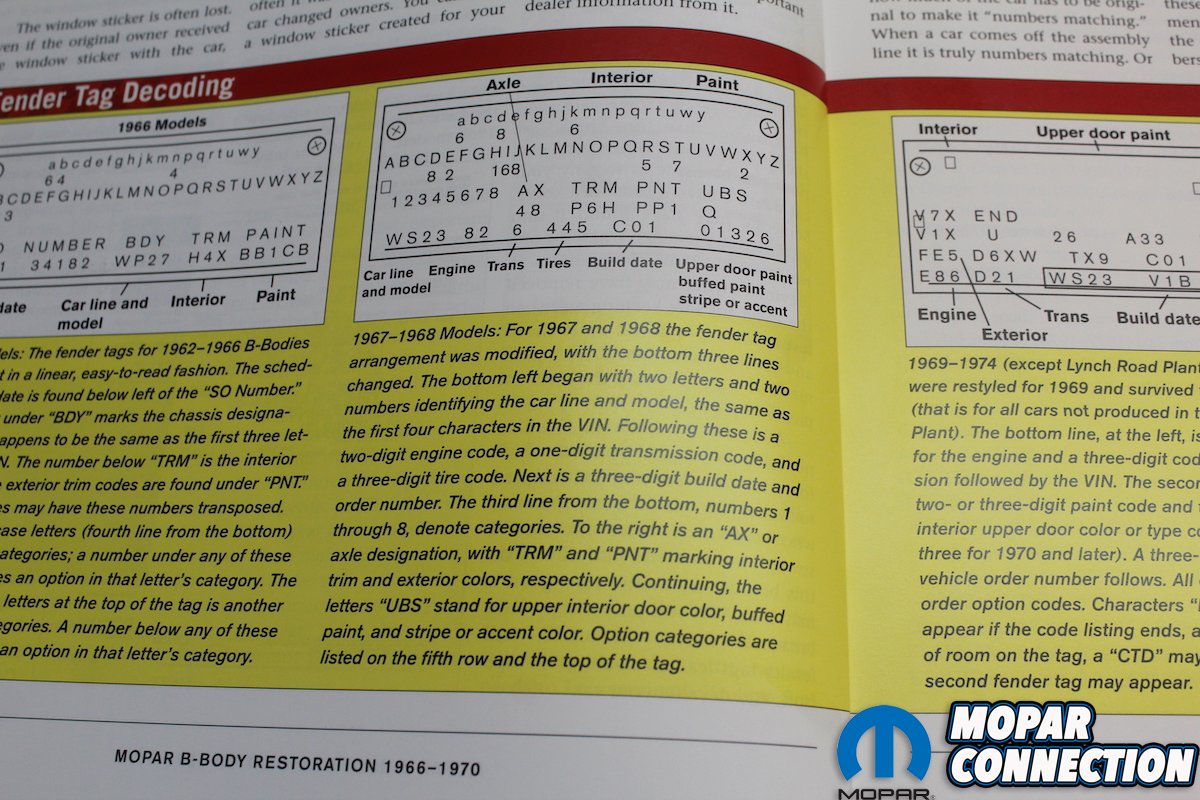 The window sticker is often lost.
if the original owner received
window sticker with the car,
often it
car changed owners. You
a window sticker created for your
dealer information from it.
important
to make it “numbers matching.”
When a car comes off the assembly
line it is truly numbers matching. Or
these
the
Fender Tag Decoding
1966 Models
abcdefghijkmnpqrtuwy
64 4
BCDEFGHIJKLMNOPQRSTUVWXYZ
3
NUMBER BDY TRM PAINT
1 34182 WP27 H4X BB1CB
date Car line and model Interior Paint
Models: The fender tags for 1962–1966 B-Bodies
in a linear, easy-to-read fashion. The sched-
date is found below left of the “SO Number.”
under “BDY” marks the chassis designa-
happens to be the same as the first three let-
The number below “TRM” is the interior
exterior trim codes are found under “PNT.”
may have these numbers transposed.
case letters (fourth line from the bottom)
categories; a number under any of these
an option in that letter’s category. The
letters at the top of the tag is another
categories. A number below any of these
an option in that letter’s category.
Axle Interior Paint
abcdefghijkmnpqrtuwy
6 8 6
ABCDEFGHIJKLMNOPQRSTUVWXYZ
8 2 168 5 7 2
12345678 AX TRM PNT UBS
48 P6H PP1 Q
WS23 82 6 445 C01 01326
Car line and model Engine Trans Tires Build date Upper door paint
buffed paint
stripe or accent
1967–1968 Models: For 1967 and 1968 the fender tag
arrangement was modified, with the bottom three lines
changed. The bottom left began with two letters and two
numbers identifying the car line and model, the same as
the first four characters in the VIN. Following these is a
two-digit engine code, a one-digit transmission code, and
a three-digit tire code. Next is a three-digit build date and
order number. The third line from the bottom, numbers 1
through 8, denote categories. To the right is an “AX” or
axle designation, with “TRM” and “PNT” marking interior
trim and exterior colors, respectively. Continuing, the
letters “UBS” stand for upper interior door color, buffed
paint, and stripe or accent color. Option categories are
listed on the fifth row and the top of the tag.
Interior Upper door paint
V7X END
V1X U 26 A33
FE5 D6XW TX9 C01
E86 D21 WS23 V1B
Engine Trans Build date
Exterior
1969–1974 (except Lynch Road Plant
were restyled for 1969 and survived
(that is for all cars not produced in
Plant). The bottom line, at the left, is
for the engine and a three-digit code
sion followed by the VIN. The second
two- or three-digit paint code and
interior upper door color or type
three for 1970 and later). A three-
vehicle order number follows. All
order option codes. Characters
appear if the code listing ends,
of room on the tag, a “CTD” may
second fender tag may appear.
MOPAR B-BODY RESTORATION 1966–1970
MOPAR
MOPAR
CONNECTION